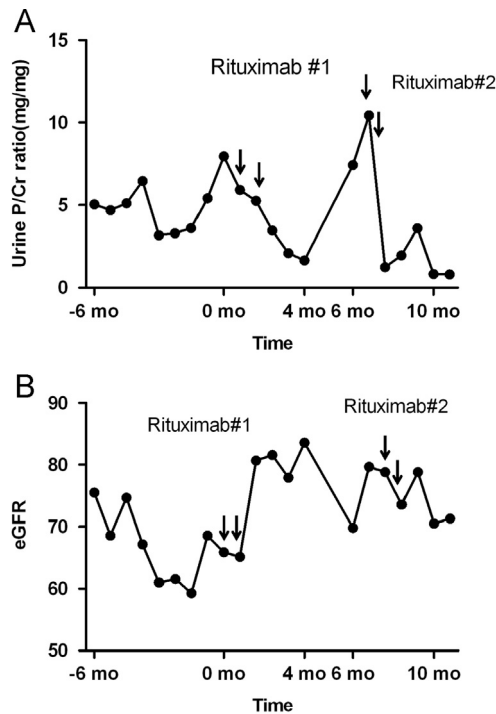 A
15
Rituximab #1
Rituximab#2
10
5
0
Urine P/Cr ratio(mg/mg)
-6 mo
0 mo
4 mo
6 mo
10 mo
Time
B
90
Rituximab#1
Rituximab#2
80
70
60
50
eGFR
-6 mo
0 mo
4 mo
6 mo
10 mo
Time